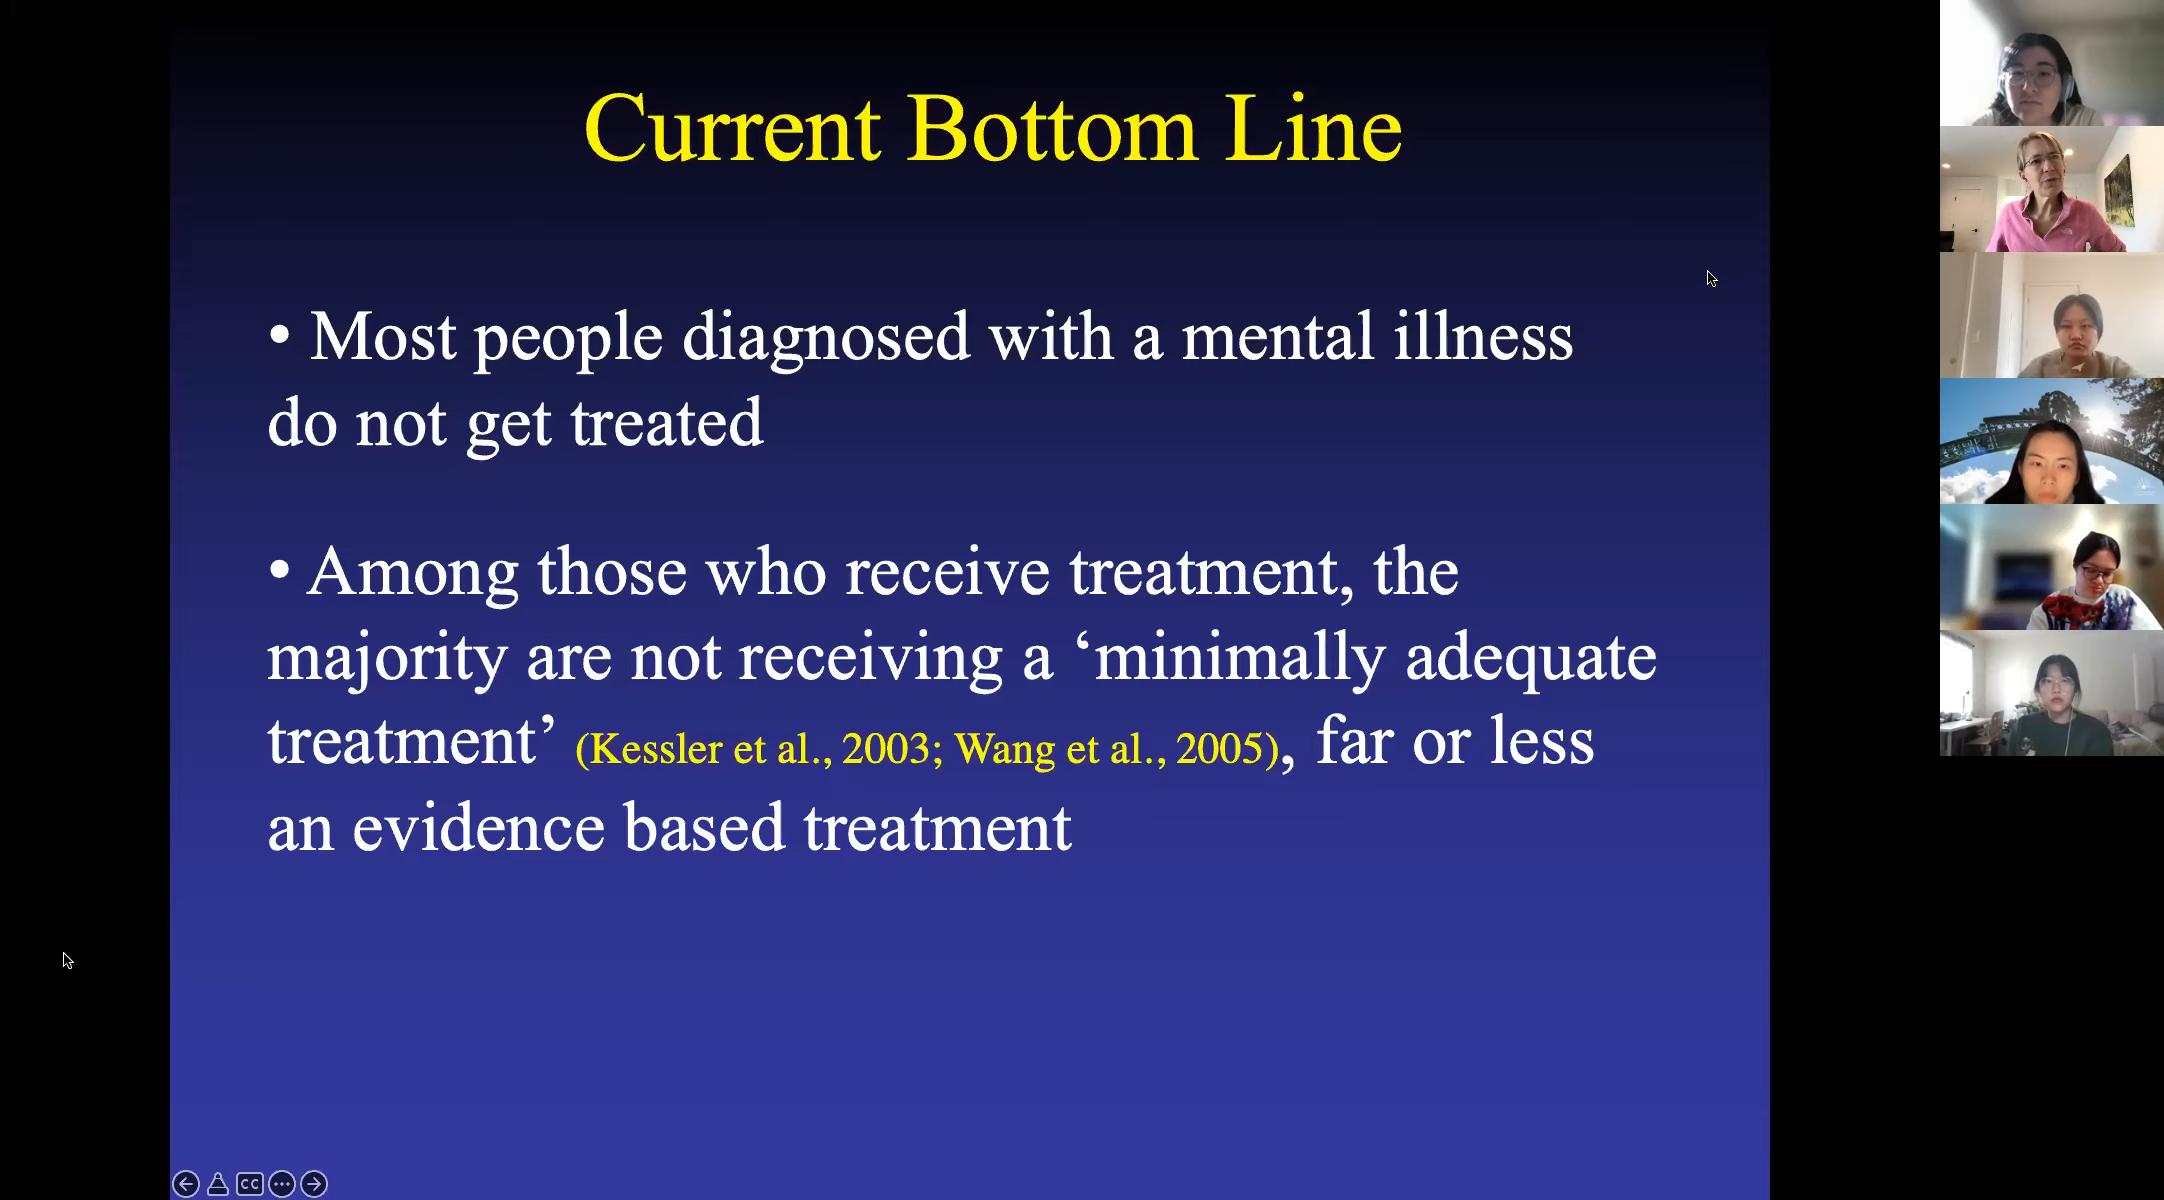 Current Bottom Line
• Most people diagnosed with a mental illness
do not get treated
• Among those who receive treatment, the
majority are not receiving a ‘minimally adequate
treatment’ (Kessler et al., 2003; Wang et al., 2005), far or less
an evidence based treatment
CC